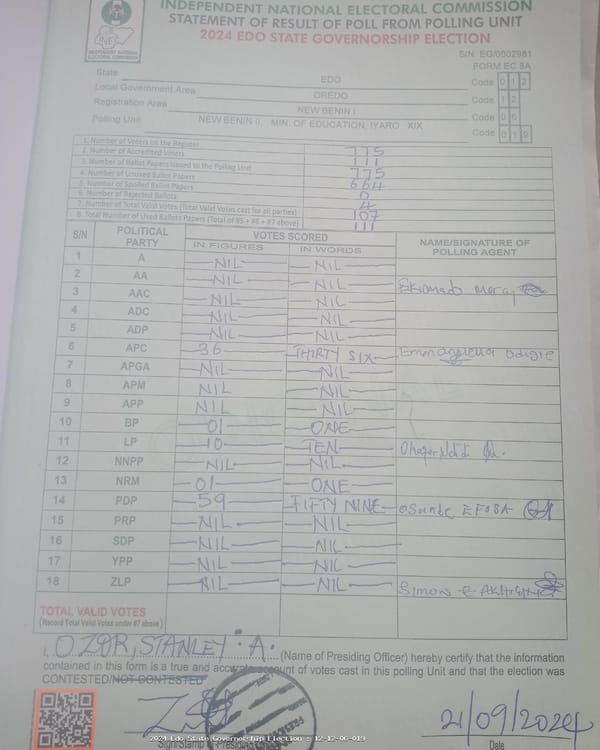 INDEPENDENT NATIONAL ELECTORAL COMMISSION
STATEMENT OF RESULT OF POLL FROM POLLING UNIT
2024 EDO STATE GOVERNORSHIP ELECTION
INEC
INDEPENDENT NATIONAL
ELECTORAL COMMISSION
S/N: EG/0002981
FORM EC 8A
State EDO Code 0 1 2
Local Government Area OREDO Code 1 2
Registration Area NEW BENIN I Code 0 6
Polling Unit NEW BENIN II, MIN. OF EDUCATION, IYARO XIX Code 0 1 9
1. Number of Voters on the Register 775
2. Number of Accredited Voters 111
3. Number of Ballot Papers Issued to the Polling Unit 775
4. Number of Unused Ballot Papers 664
5. Number of Spoiled Ballot Papers 0
6. Number of Rejected Ballots 4
7. Number of Total Valid Votes (Total Valid Votes cast for all parties) 107
8. Total Number of Used Ballots Papers (Total of #5 + #6 + #7 above) 111
S/N POLITICAL PARTY VOTES SCORED NAME/SIGNATURE OF POLLING AGENT
IN FIGURES IN WORDS
1 A NIL NIL
2 AA NIL NIL
3 AAC NIL NIL
4 ADC NIL NIL
5 ADP NIL NIL
6 APC 36 THIRTY SIX
7 APGA NIL NIL
8 APM NIL NIL
9 APP NIL NIL
10 BP 01 ONE
11 LP 10 TEN
12 NNPP NIL NIL
13 NRM 01 ONE
14 PDP 59 FIFTY NINE OSunde EFOSA
15 PRP NIL NIL
16 SDP NIL NIL
17 YPP NIL NIL
18 ZLP NIL NIL Simon
TOTAL VALID VOTES
(Record Total Valid Votes under #7 above)
I, OZOR, STANLEY . A. (Name of Presiding Officer) hereby certify that the information
contained in this form is a true and accurate account of votes cast in this polling Unit and that the election was
CONTESTED/NOT CONTESTED
21/09/2024
Sign/Stamp of Presiding Date
2024 Edo State Governorship Election - 12-12-06-019